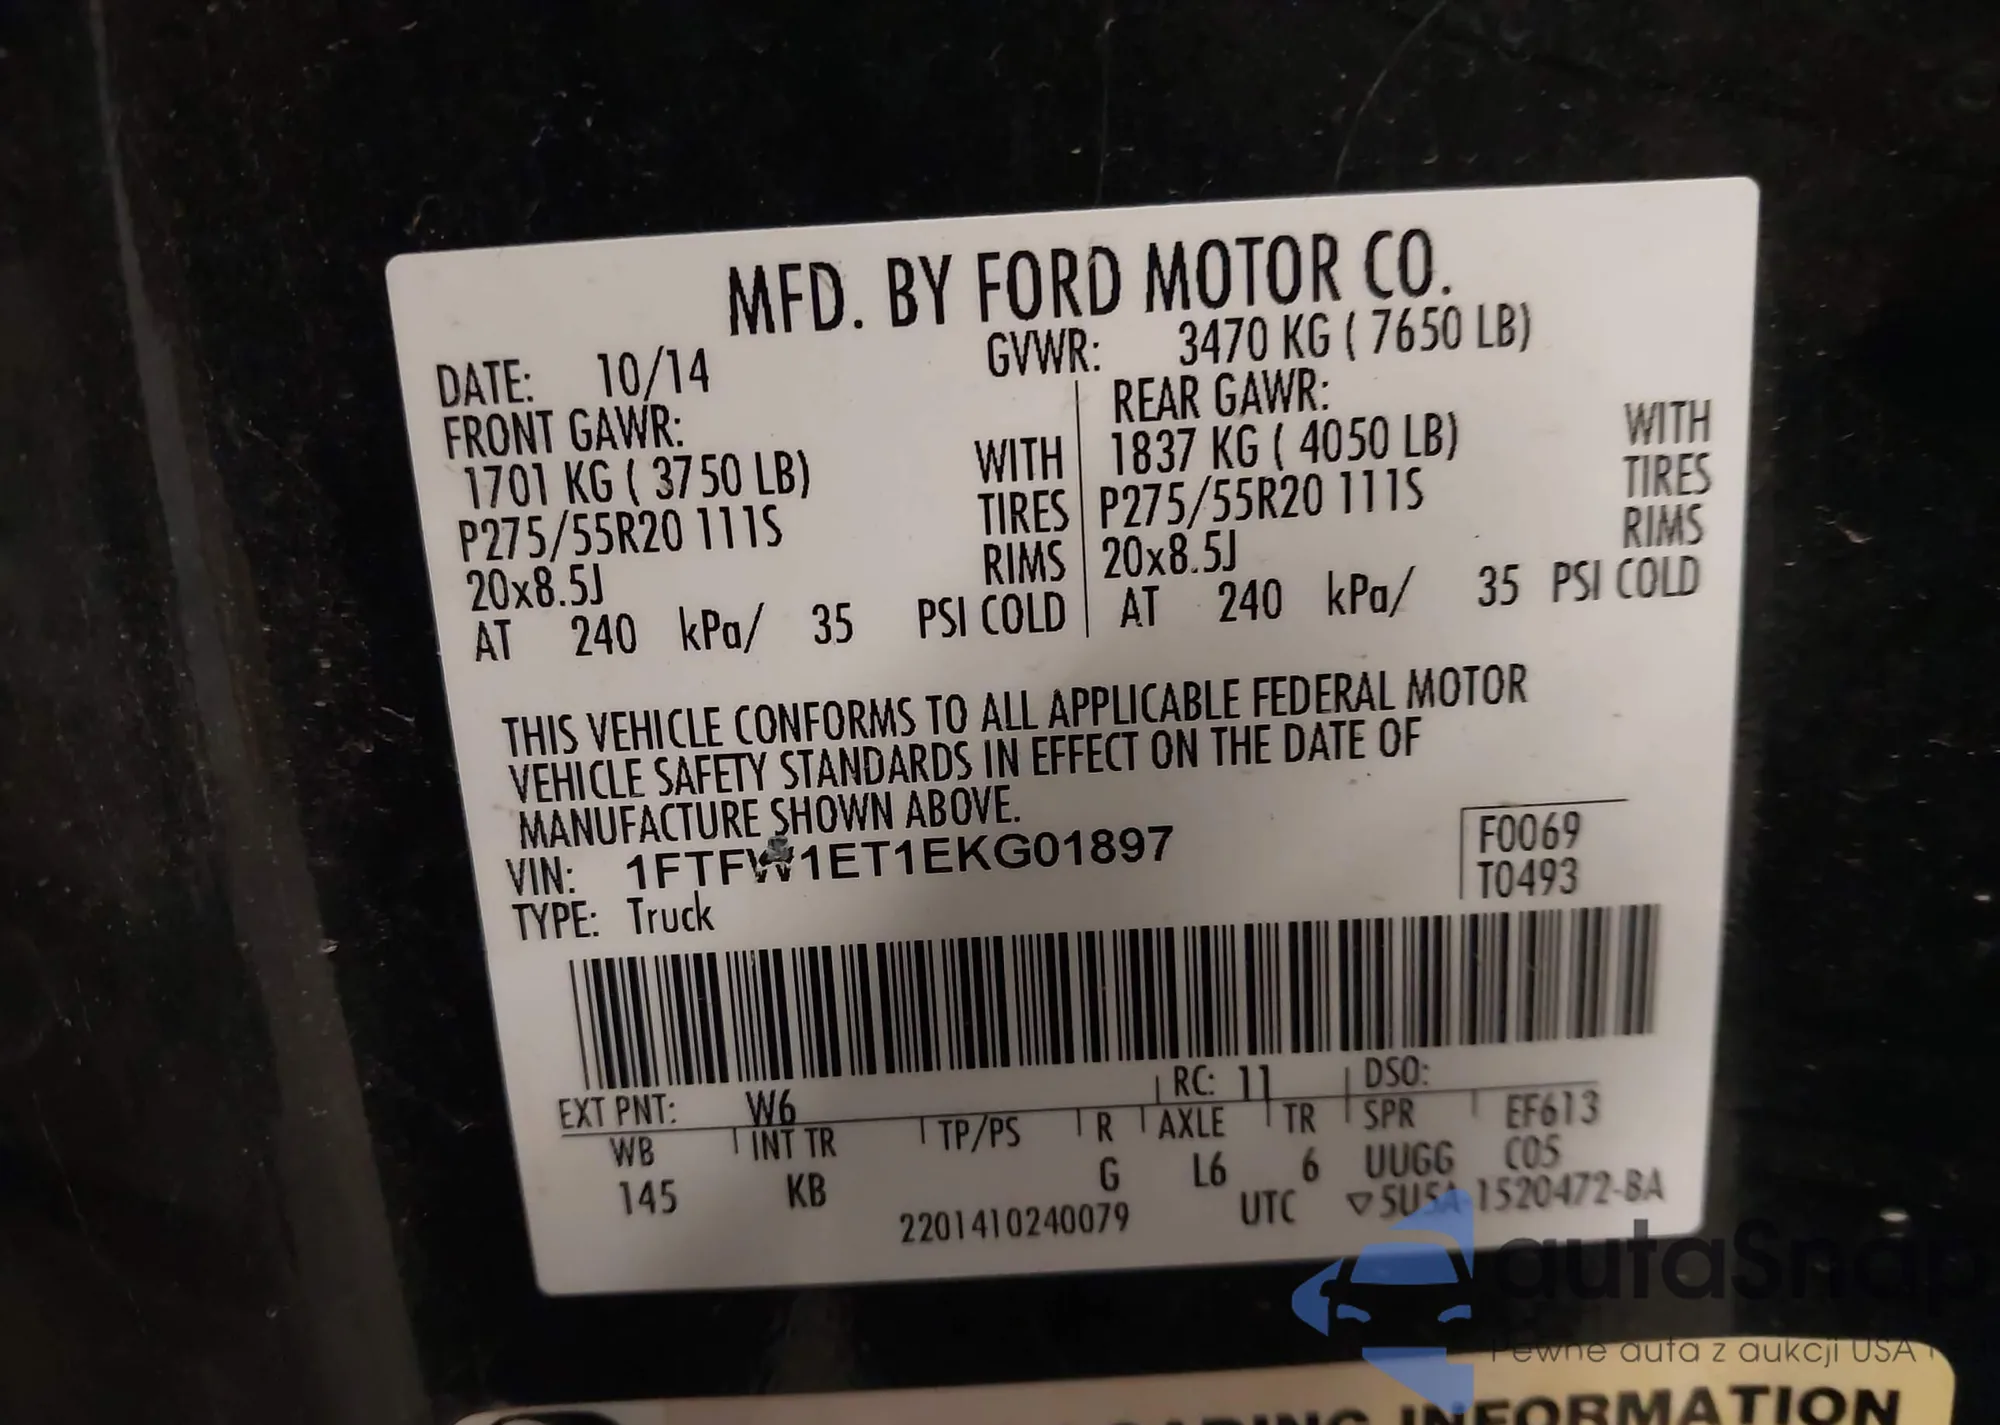 MFD. BY FORD MOTOR CO.
DATE: 10/14 GVWR: 3470 KG ( 7650 LB)
FRONT GAWR: REAR GAWR:
1701 KG ( 3750 LB) WITH 1837 KG ( 4050 LB) WITH
P275/55R20 111S TIRES P275/55R20 111S TIRES
20x8.5J RIMS 20x8.5J RIMS
AT 240 kPa/ 35 PSI COLD AT 240 kPa/ 35 PSI COLD
THIS VEHICLE CONFORMS TO ALL APPLICABLE FEDERAL MOTOR
VEHICLE SAFETY STANDARDS IN EFFECT ON THE DATE OF
MANUFACTURE SHOWN ABOVE.
VIN: 1FTFW1ET1EKG01897 F0069
TYPE: Truck T0493
EXT PNT: W6 RC: 11 DSO:
WB INT TR TP/PS R AXLE TR SPR EF613
145 KB G L6 6 UUGG C05
2201410240079 UTC ▽5U5A-1520472-BA
autaSnap
Pewne auta z aukcji USA
INFORMATION